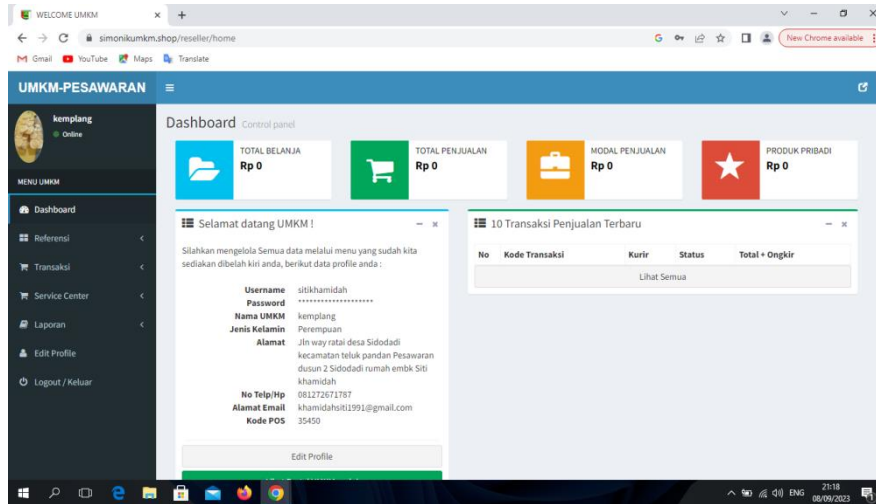 WELCOME UMKM
simonikumkm.shop/reseller/home
New Chrome available
Gmail YouTube Maps Translate
UMKM-PESAWARAN
kemplang
Online
MENU UMKM
Dashboard
Referensi
Transaksi
Service Center
Laporan
Edit Profile
Logout / Keluar
Dashboard Control panel
TOTAL BELANJA
Rp 0
TOTAL PENJUALAN
Rp 0
MODAL PENJUALAN
Rp 0
PRODUK PRIBADI
Rp 0
Selamat datang UMKM !
Silahkan mengelola Semua data melalui menu yang sudah kita
sediakan dibelah kiri anda, berikut data profile anda :
Username sitikhamidah
Password ********************
Nama UMKM kemplang
Jenis Kelamin Perempuan
Alamat Jln way ratai desa Sidodadi
kecamatan teluk pandan Pesawaran
dusun 2 Sidodadi rumah embk Siti
khamidah
No Telp/Hp 081272671787
Alamat Email khamidahsiti1991@gmail.com
Kode POS 35450
Edit Profile
10 Transaksi Penjualan Terbaru
No Kode Transaksi Kurir Status Total + Ongkir
Lihat Semua
ENG
21:18
08/09/2023